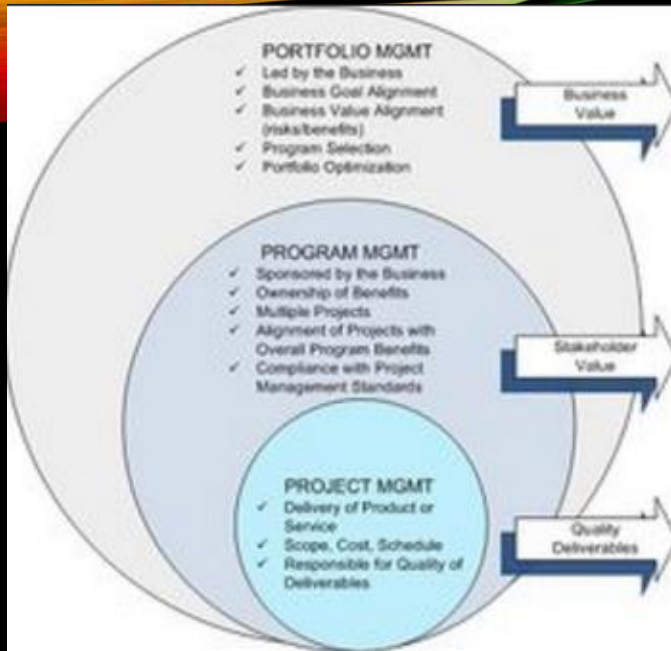 PORTFOLIO MGMT
✓ Led by the Business
✓ Business Goal Alignment
✓ Business Value Alignment
(risks/benefits)
✓ Program Selection
✓ Portfolio Optimization
Business
Value
PROGRAM MGMT
✓ Sponsored by the Business
✓ Ownership of Benefits
✓ Multiple Projects
✓ Alignment of Projects with
Overall Program Benefits
✓ Compliance with Project
Management Standards
Stakeholder
Value
PROJECT MGMT
✓ Delivery of Product or
Service
✓ Scope, Cost, Schedule
✓ Responsible for Quality of
Deliverables
Quality
Deliverables